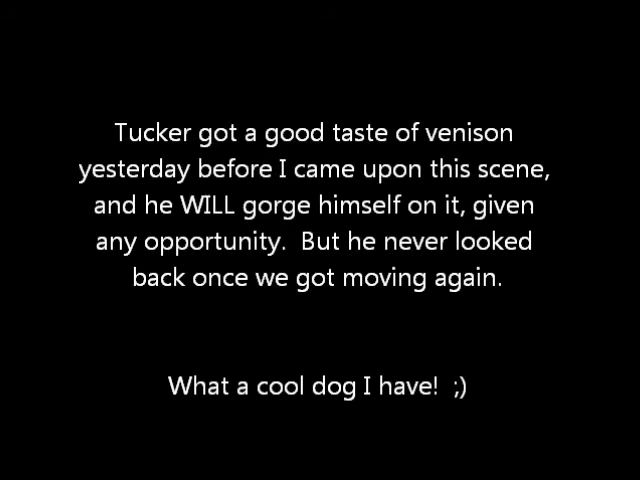 Tucker got a good taste of venison
yesterday before I came upon this scene,
and he WILL gorge himself on it, given
any opportunity.  But he never looked
back once we got moving again.
What a cool dog I have!  ;)